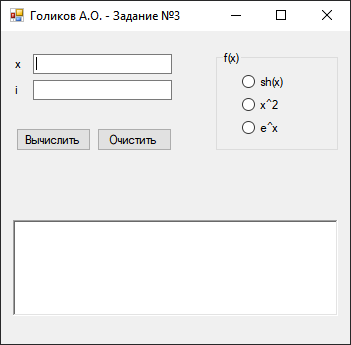 Голиков А.О. - Задание №3
x
i
Вычислить
Очистить
f(x)
sh(x)
x^2
e^x